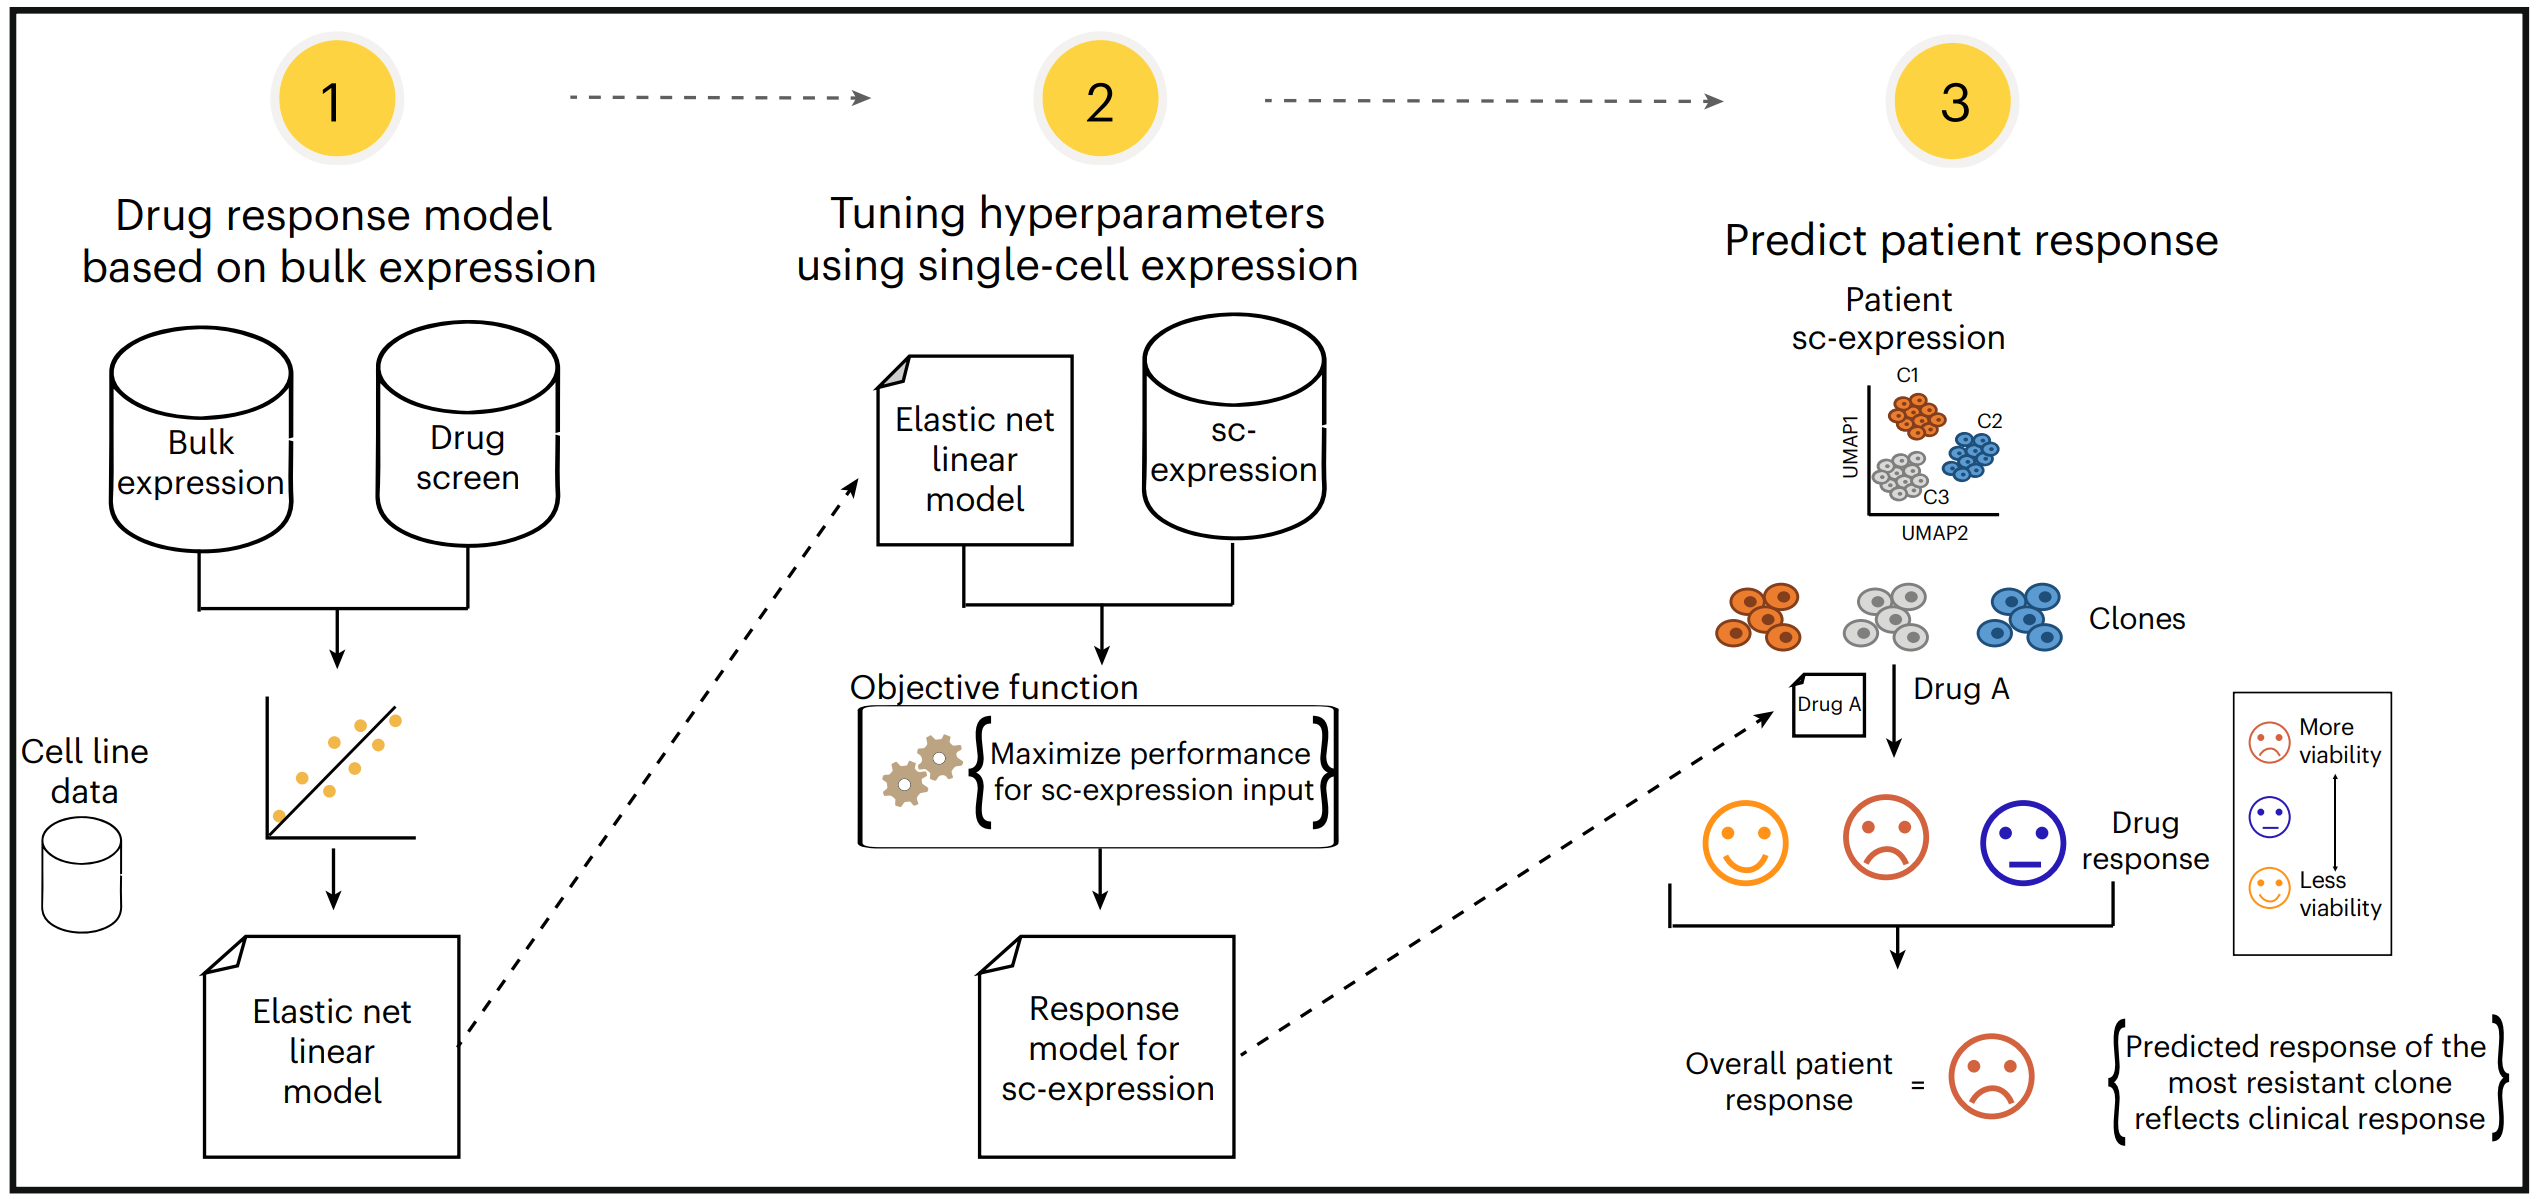 1
2
3
Drug response model
based on bulk expression
Bulk
expression
Drug
screen
Cell line
data
Elastic net
linear
model
Tuning hyperparameters
using single-cell expression
Elastic net
linear
model
sc-
expression
Objective function
Maximize performance
for sc-expression input
Response
model for
sc-expression
Predict patient response
Patient
sc-expression
C1
C2
C3
UMAP1
UMAP2
Clones
Drug A
Drug A
Drug
response
More
viability
Less
viability
Overall patient
response
=
Predicted response of the
most resistant clone
reflects clinical response